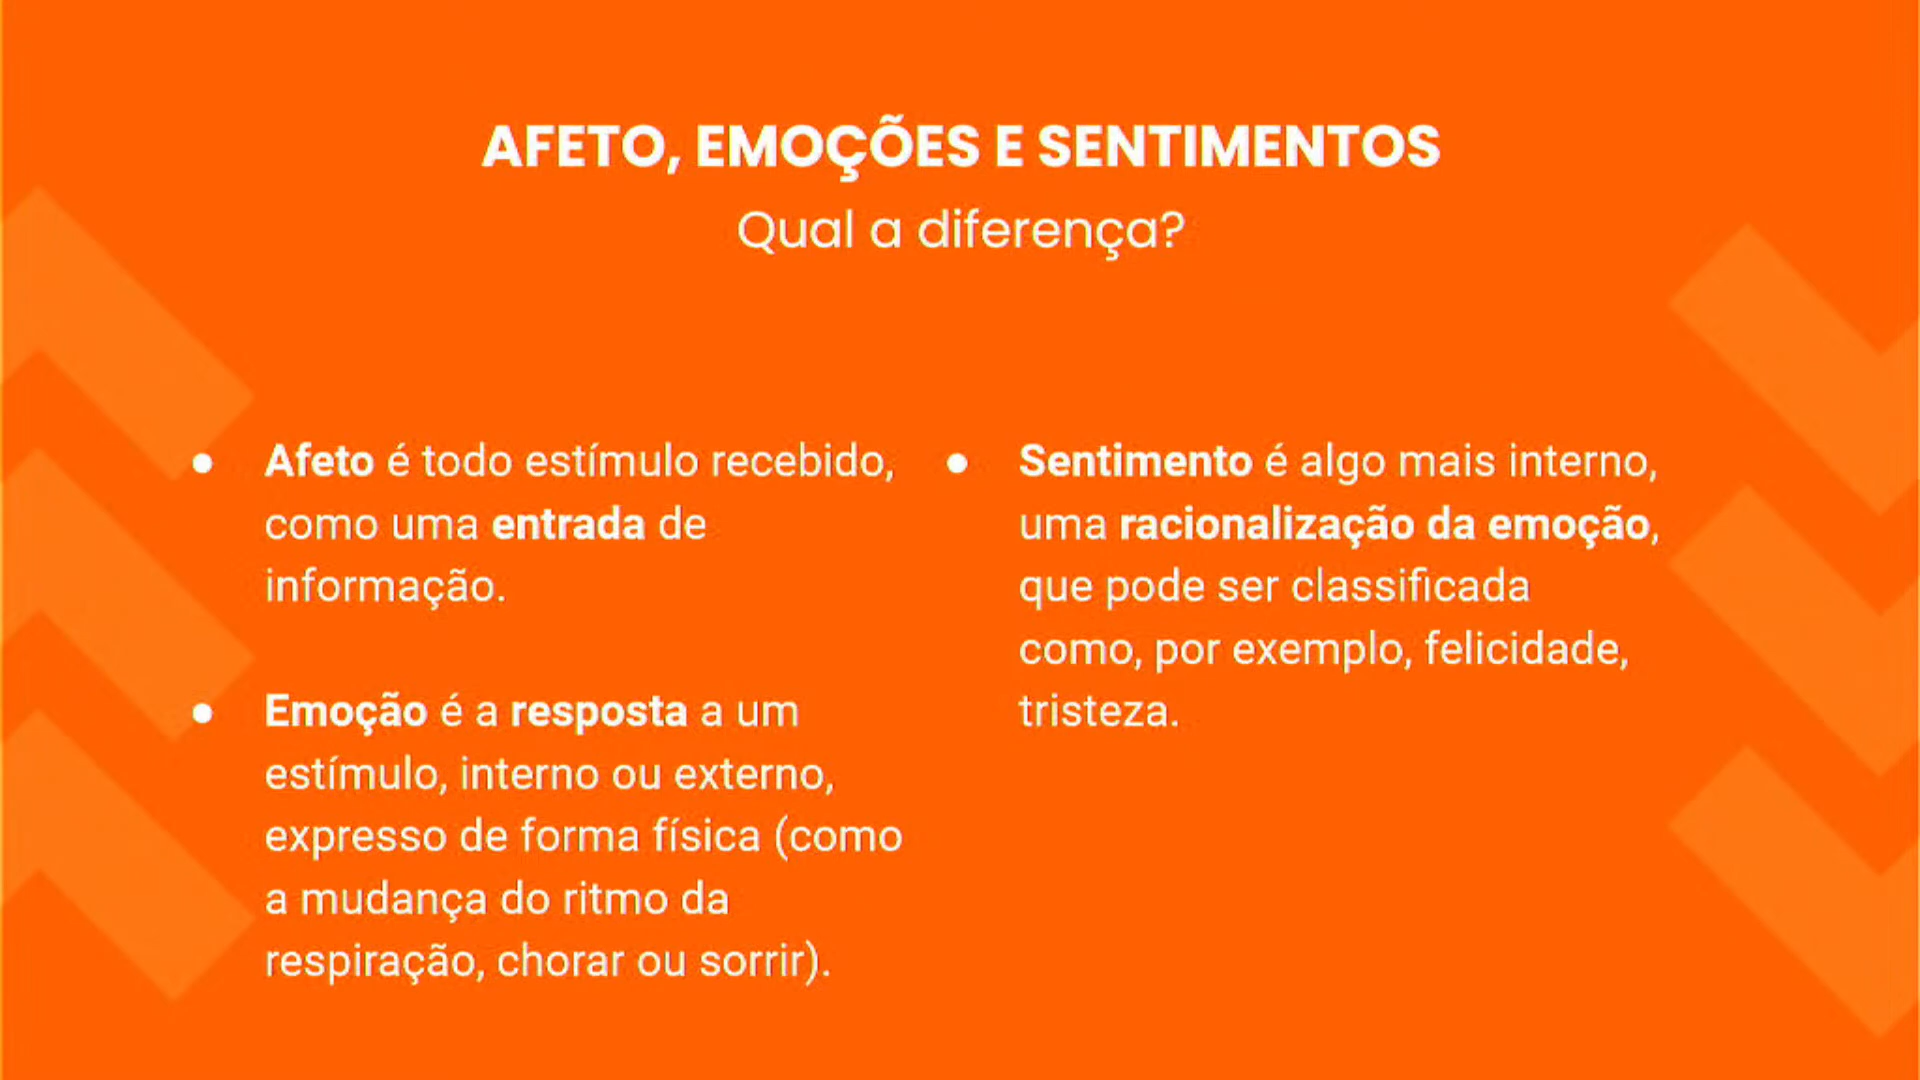 AFETO, EMOÇÕES E SENTIMENTOS
Qual a diferença?
● Afeto é todo estímulo recebido,
como uma entrada de
informação.
● Emoção é a resposta a um
estímulo, interno ou externo,
expresso de forma física (como
a mudança do ritmo da
respiração, chorar ou sorrir).
● Sentimento é algo mais interno,
uma racionalização da emoção,
que pode ser classificada
como, por exemplo, felicidade,
tristeza.